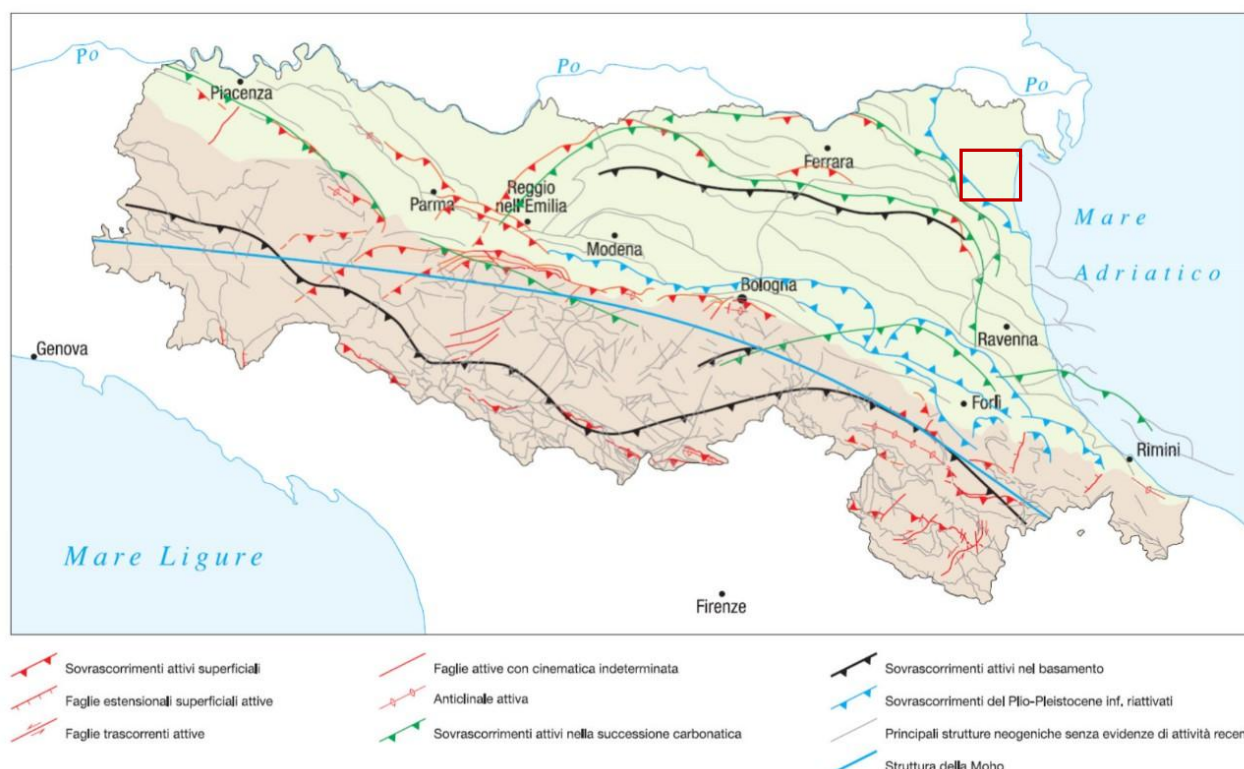 Po
Po
Po
Piacenza
Ferrara
Parma
Reggio
nell'Emilia
Modena
Mare
Adriatico
Bologna
Ravenna
Genova
Forlì
Rimini
Mare Ligure
Firenze
Sovrascorrimenti attivi superficiali
Faglie estensionali superficiali attive
Faglie trascorrenti attive
Faglie attive con cinematica indeterminata
Anticlinale attiva
Sovrascorrimenti attivi nella successione carbonatica
Sovrascorrimenti attivi nel basamento
Sovrascorrimenti del Plio-Pleistocene inf. riattivati
Principali strutture neogeniche senza evidenze di attività recen
Struttura della Moho